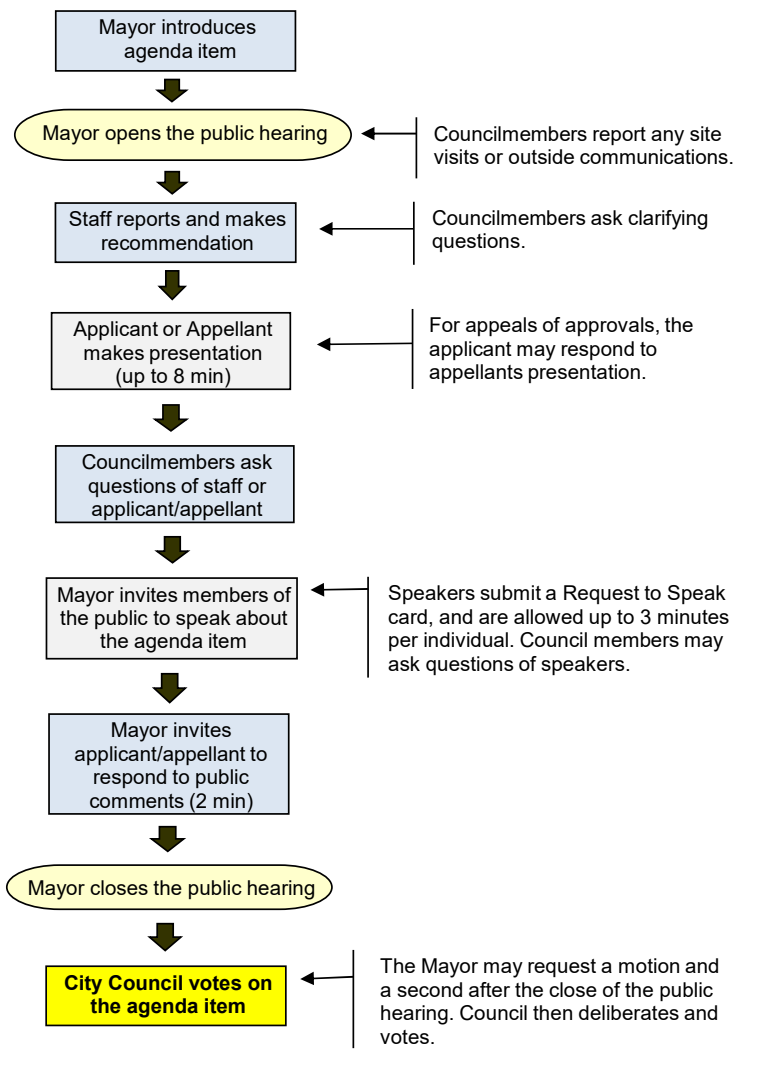 Mayor introduces
agenda item
Mayor opens the public hearing
Councilmembers report any site
visits or outside communications.
Staff reports and makes
recommendation
Councilmembers ask clarifying
questions.
Applicant or Appellant
makes presentation
(up to 8 min)
For appeals of approvals, the
applicant may respond to
appellants presentation.
Councilmembers ask
questions of staff or
applicant/appellant
Mayor invites members of
the public to speak about
the agenda item
Speakers submit a Request to Speak
card, and are allowed up to 3 minutes
per individual. Council members may
ask questions of speakers.
Mayor invites
applicant/appellant to
respond to public
comments (2 min)
Mayor closes the public hearing
City Council votes on
the agenda item
The Mayor may request a motion and
a second after the close of the public
hearing. Council then deliberates and
votes.